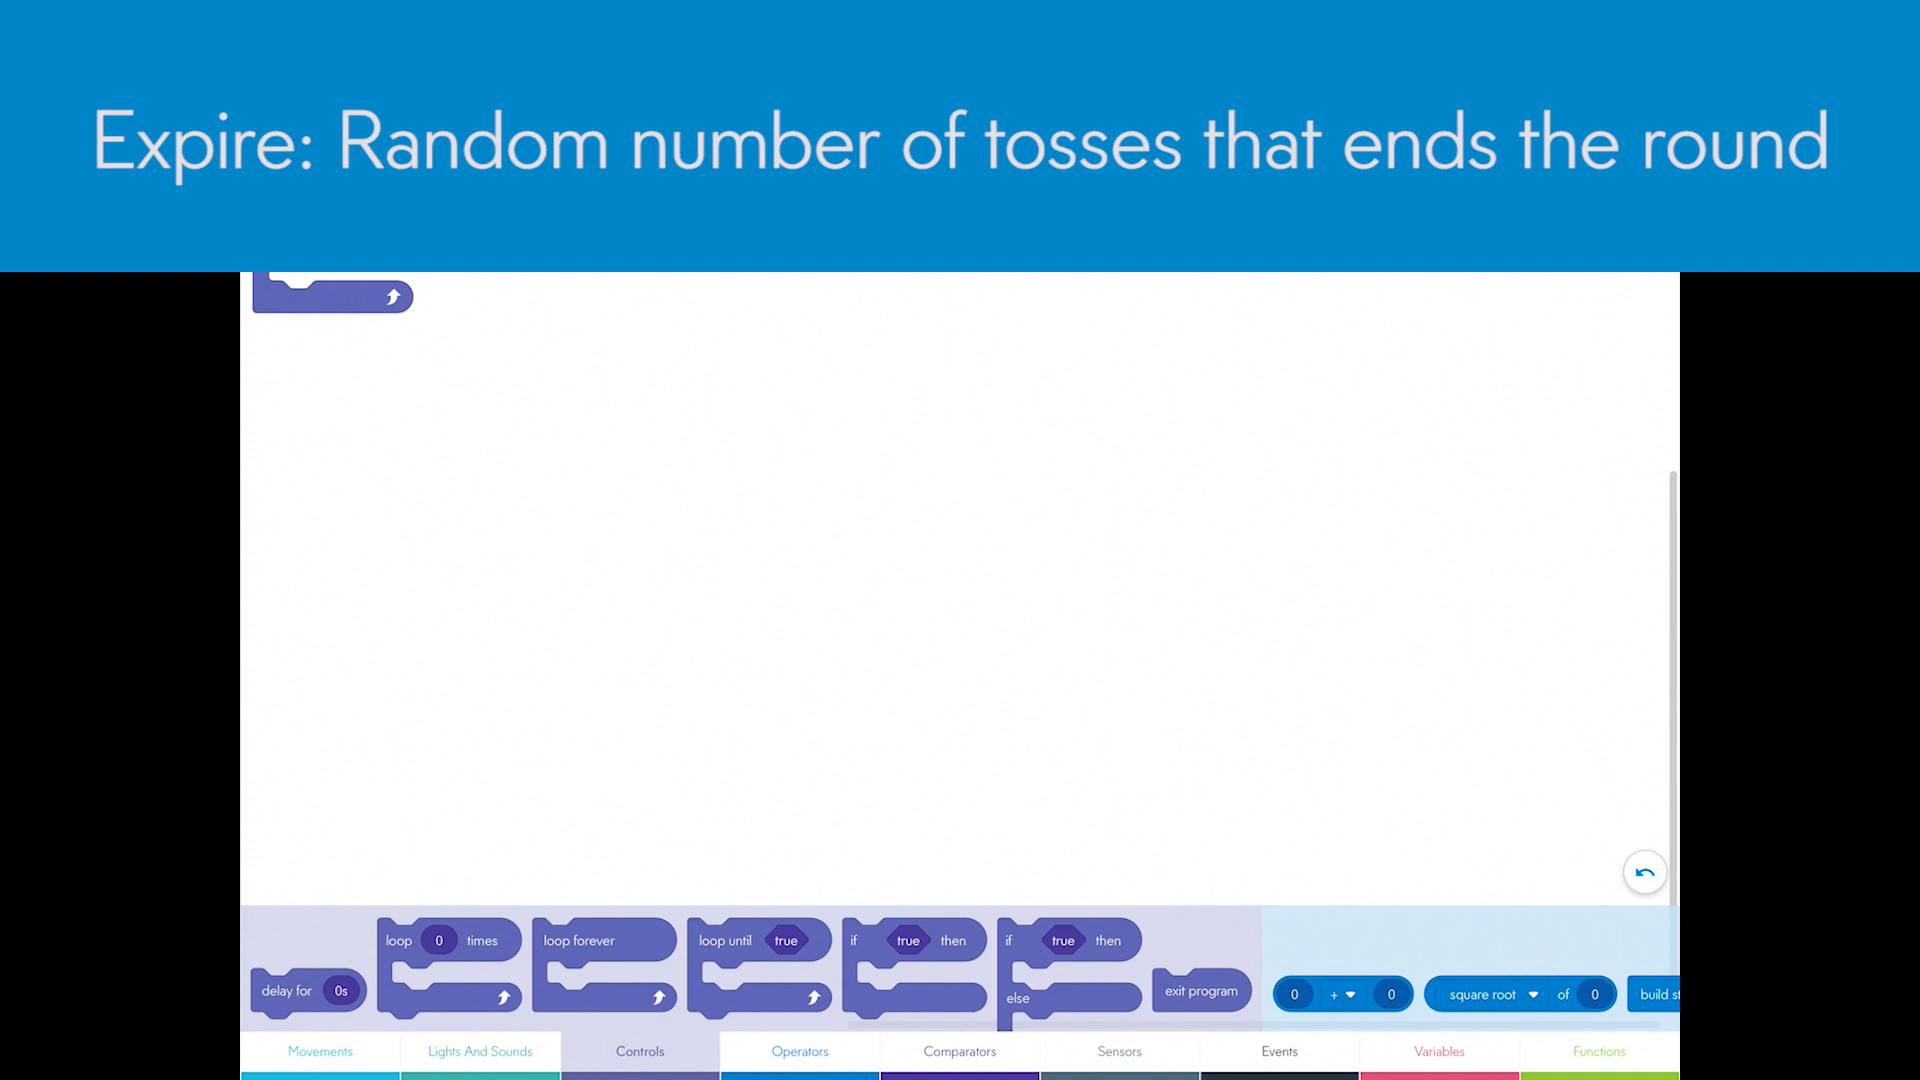 Expire: Random number of tosses that ends the round
loop 0 times
loop forever
loop until true
if true then
if true then
delay for 0s
else
exit program
0 + 0
square root of 0
build st
Movements
Lights And Sounds
Controls
Operators
Comparators
Sensors
Events
Variables
Functions